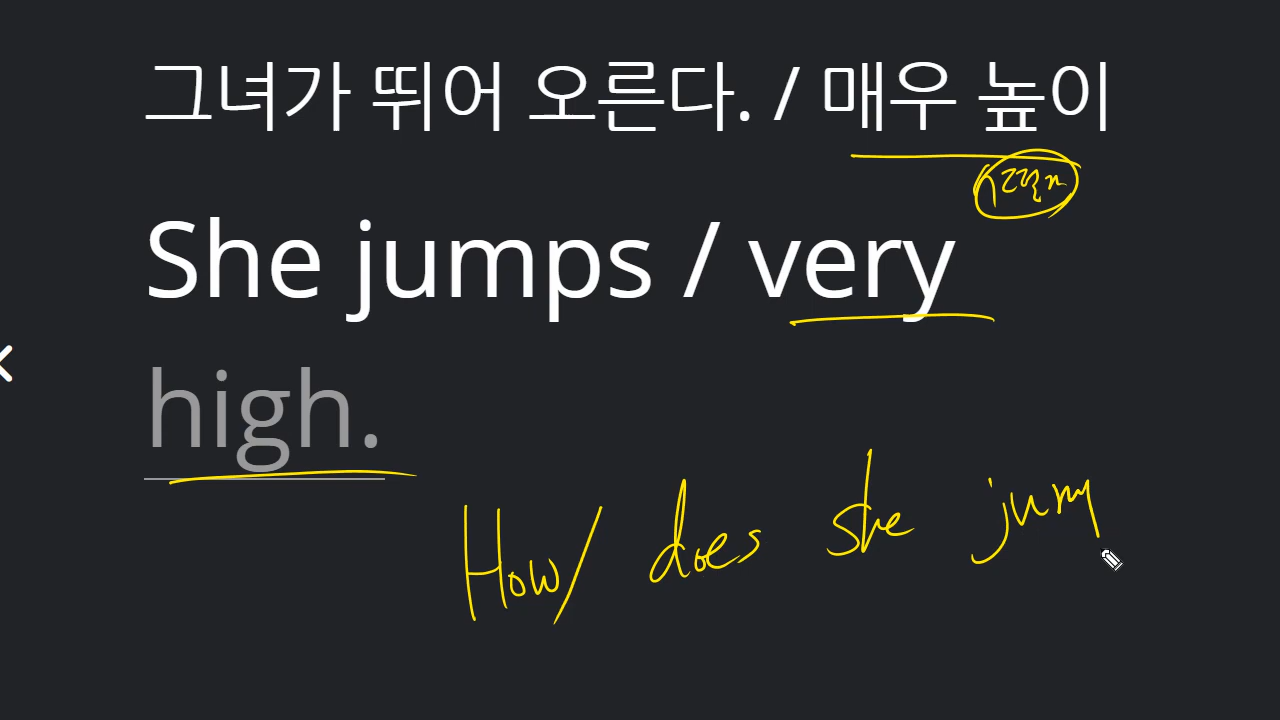 그녀가 뛰어 오른다. / 매우 높이
She jumps / very
high.
How/ does she jump